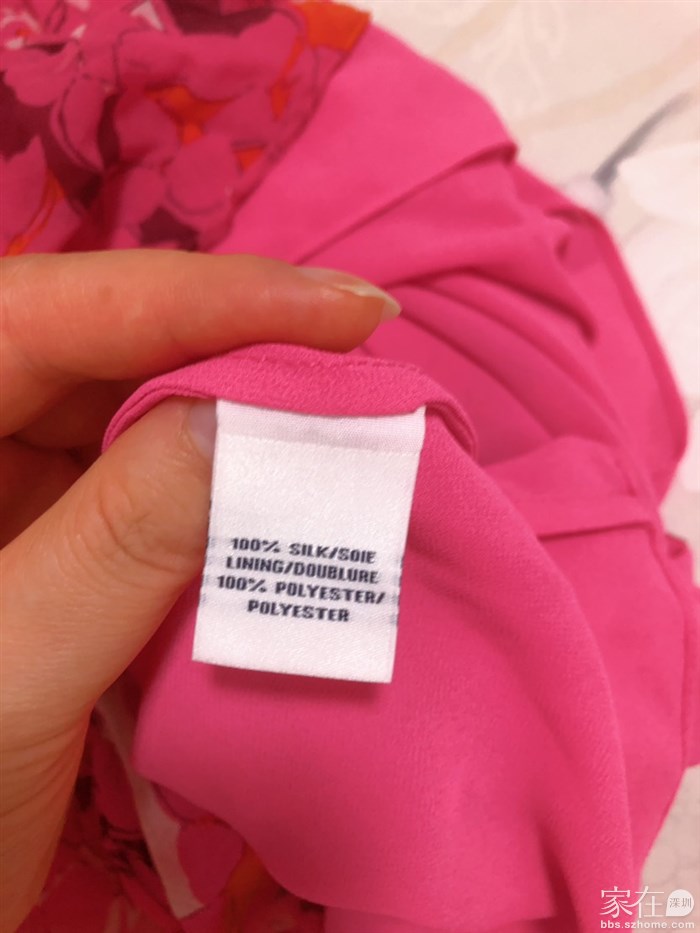 100% SILK/SOIE
LINING/DOUBLURE
100% POLYESTER/
POLYESTER
家在深圳
bbs.szhome.com